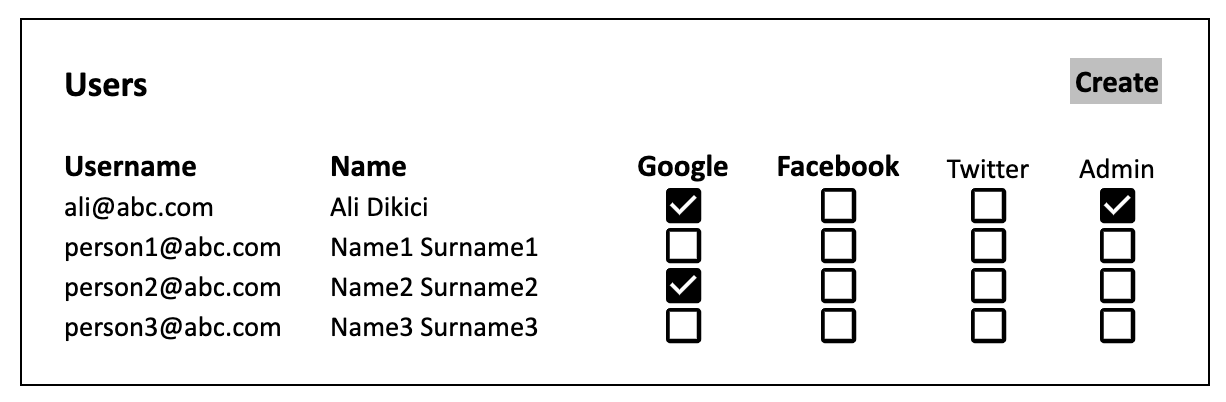 Users Create
Username Name Google Facebook Twitter Admin
ali@abc.com Ali Dikici
person1@abc.com Name1 Surname1
person2@abc.com Name2 Surname2
person3@abc.com Name3 Surname3